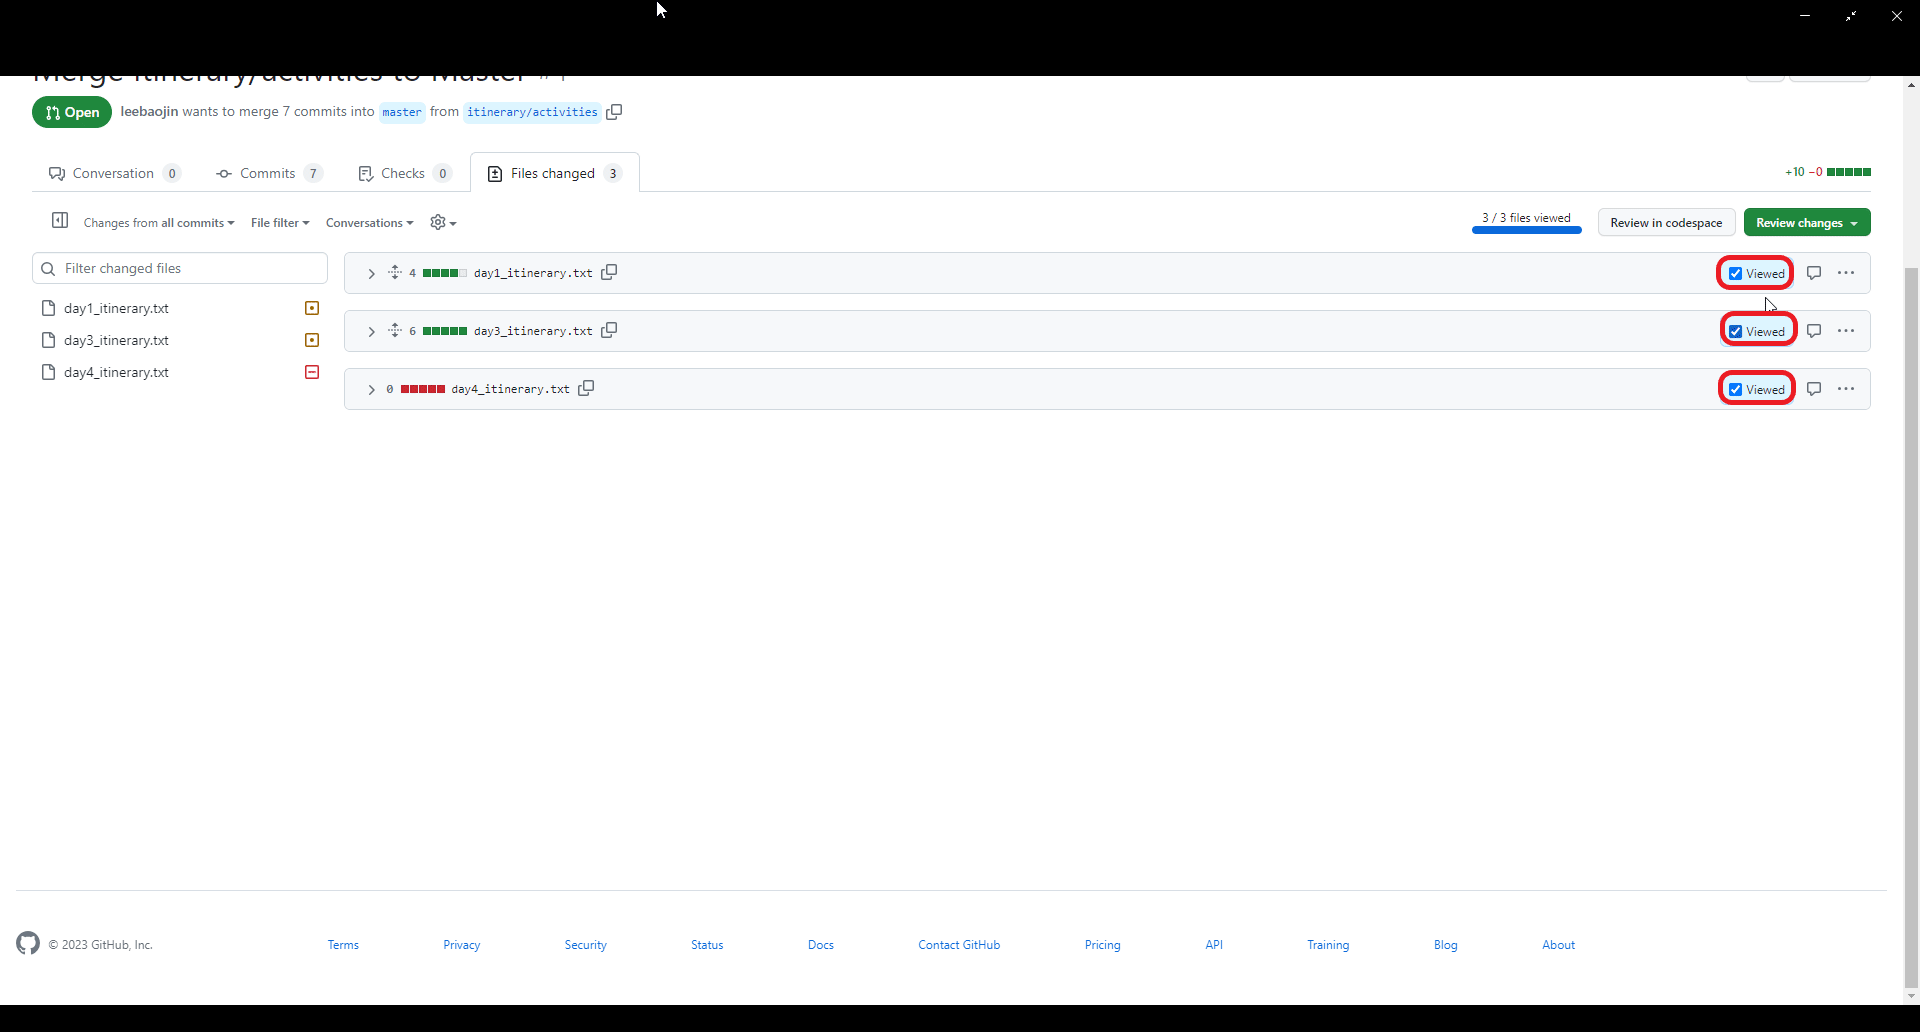 Merge itinerary/activities to Master
Open leebaojin wants to merge 7 commits into master from itinerary/activities
Conversation 0 Commits 7 Checks 0 Files changed 3 +10 −0
Changes from all commits File filter Conversations 3 / 3 files viewed Review in codespace Review changes
Filter changed files
day1_itinerary.txt
day3_itinerary.txt
day4_itinerary.txt
4 day1_itinerary.txt Viewed
6 day3_itinerary.txt Viewed
0 day4_itinerary.txt Viewed
© 2023 GitHub, Inc. Terms Privacy Security Status Docs Contact GitHub Pricing API Training Blog About